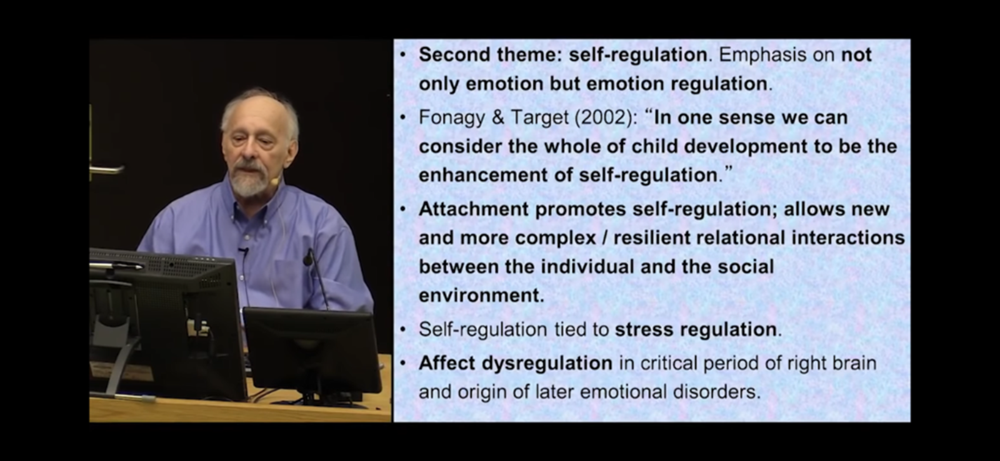 • Second theme: self-regulation. Emphasis on not
only emotion but emotion regulation.
• Fonagy & Target (2002): “In one sense we can
consider the whole of child development to be the
enhancement of self-regulation.”
• Attachment promotes self-regulation; allows new
and more complex / resilient relational interactions
between the individual and the social
environment.
• Self-regulation tied to stress regulation.
• Affect dysregulation in critical period of right brain
and origin of later emotional disorders.